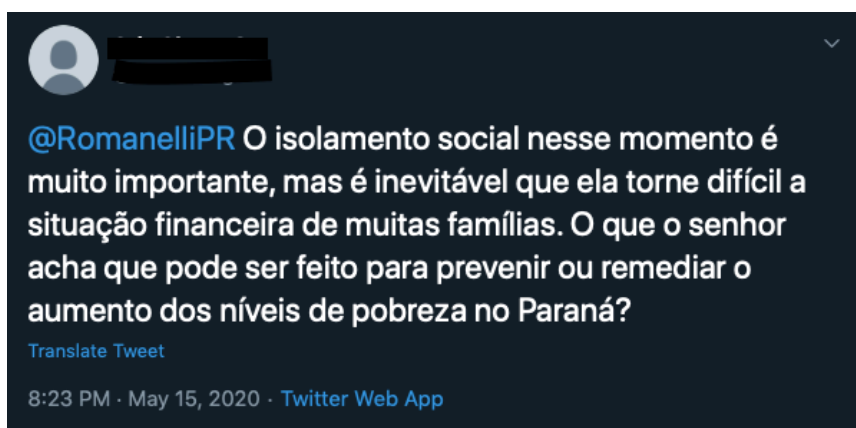 @RomanelliPR O isolamento social nesse momento é
muito importante, mas é inevitável que ela torne difícil a
situação financeira de muitas famílias. O que o senhor
acha que pode ser feito para prevenir ou remediar o
aumento dos níveis de pobreza no Paraná?
Translate Tweet
8:23 PM · May 15, 2020 · Twitter Web App